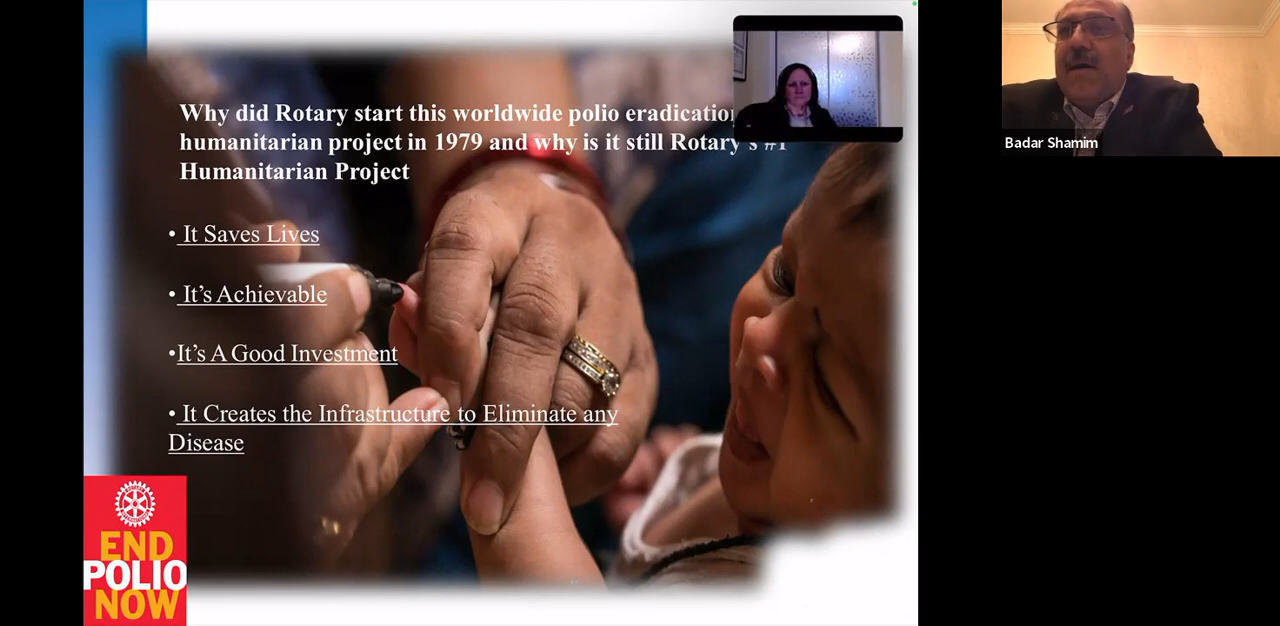 Why did Rotary start this worldwide polio eradication
humanitarian project in 1979 and why is it still Rotary's #1
Humanitarian Project
• It Saves Lives
• It's Achievable
•It's A Good Investment
• It Creates the Infrastructure to Eliminate any
Disease
END
POLIO
NOW
Badar Shamim